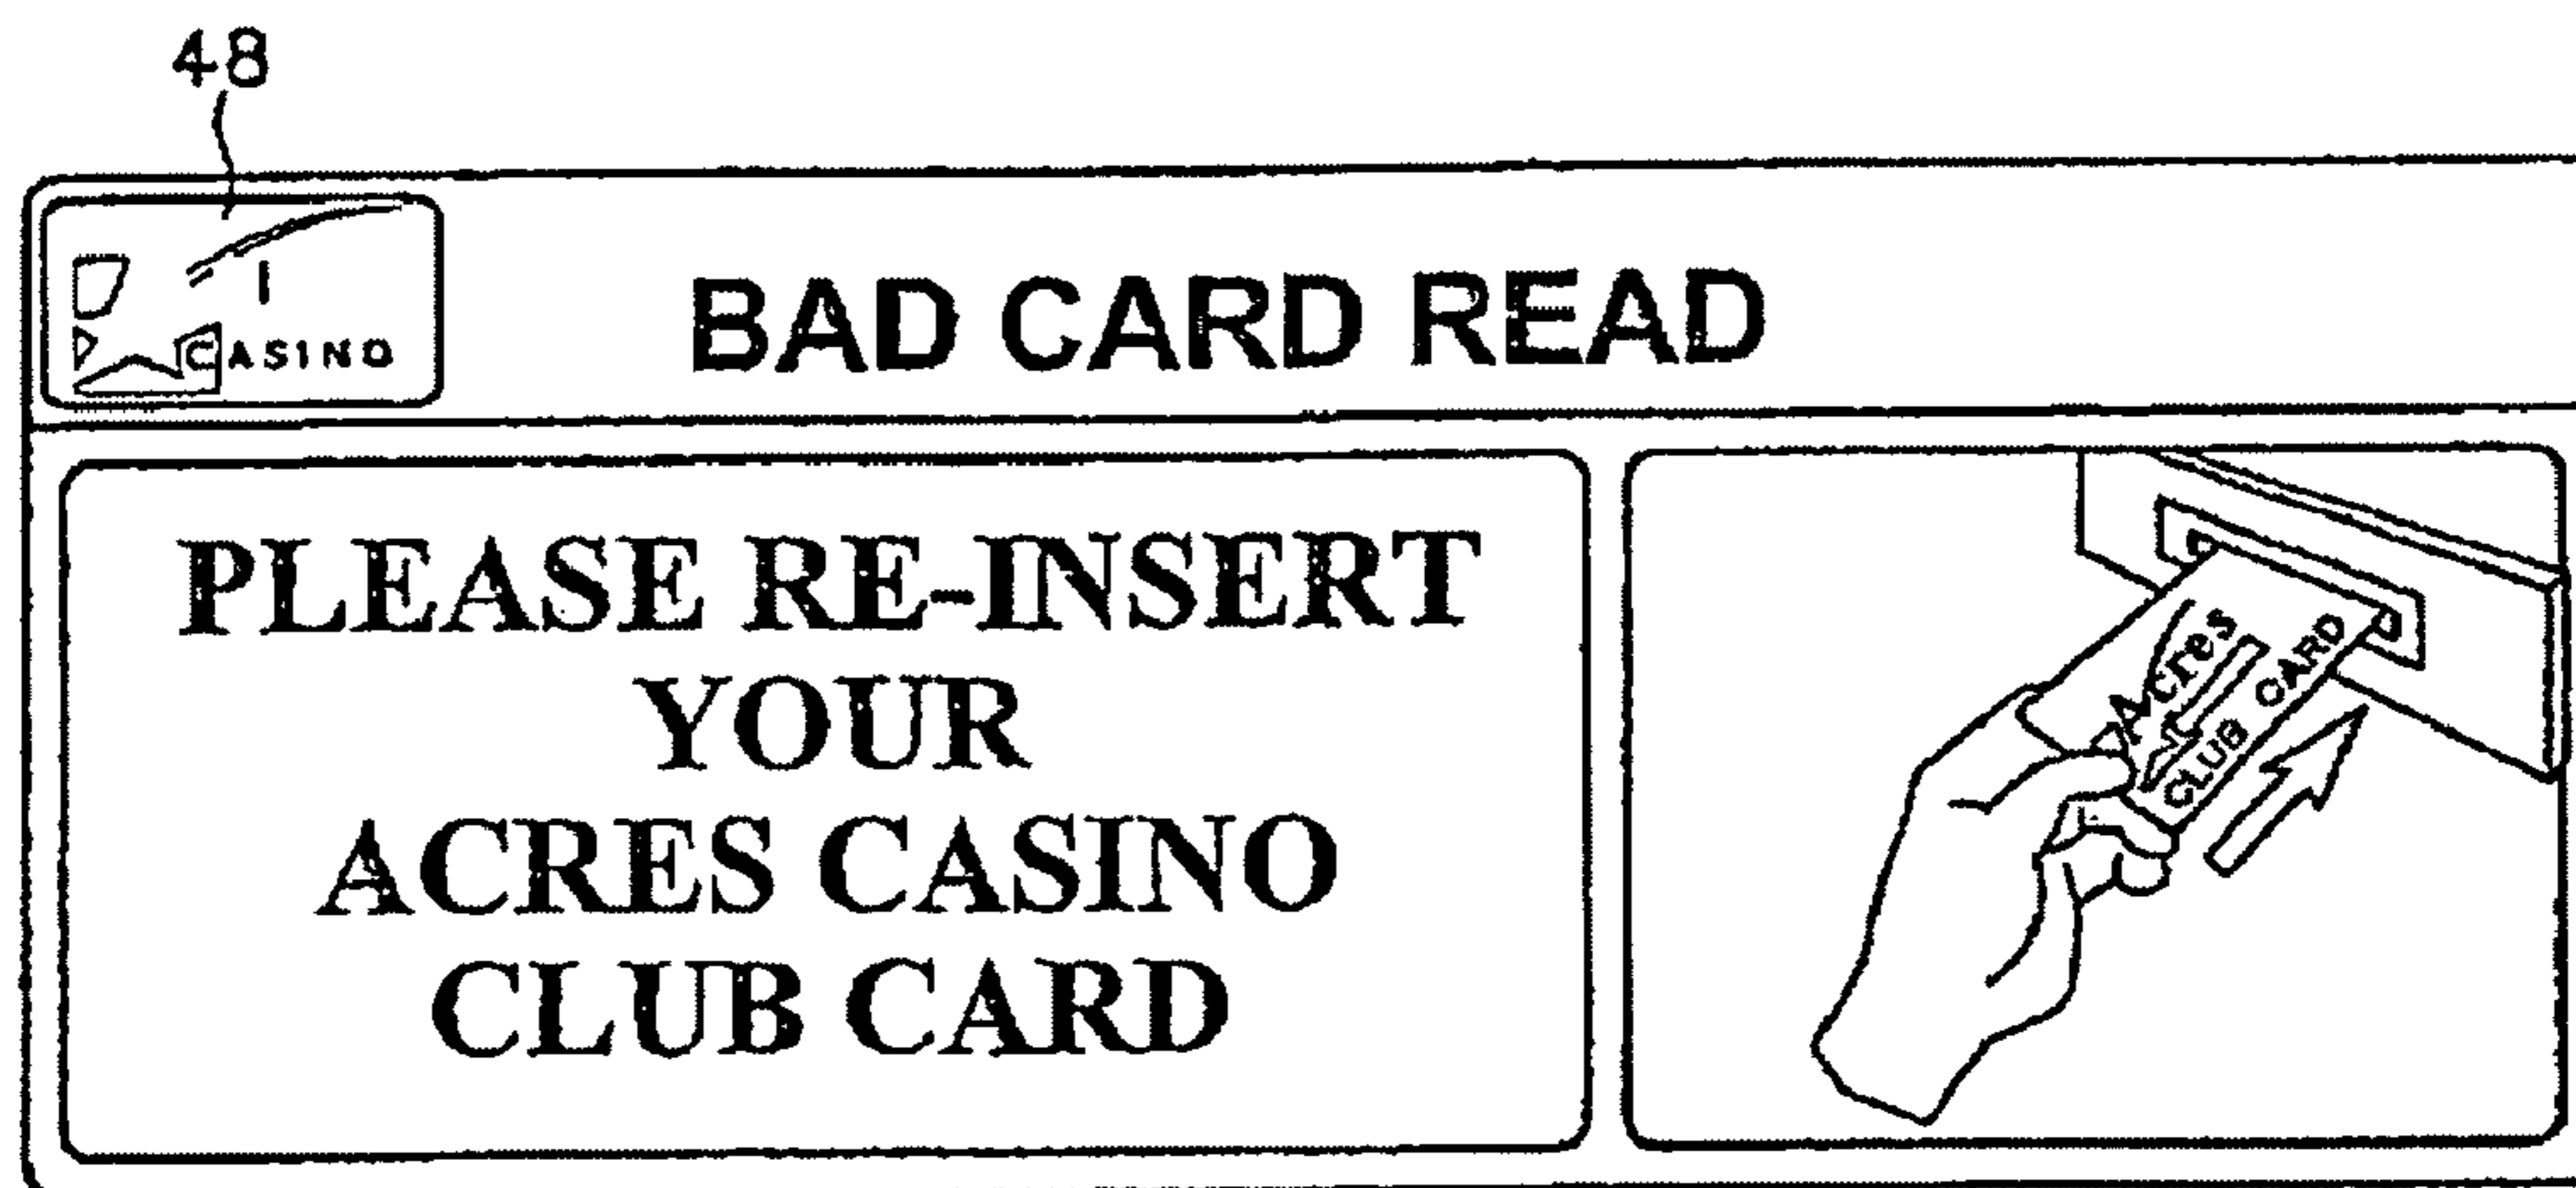 48
CASINO
BAD CARD READ
PLEASE RE-INSERT
YOUR
ACRES CASINO
CLUB CARD
Acres
CLUB CARD